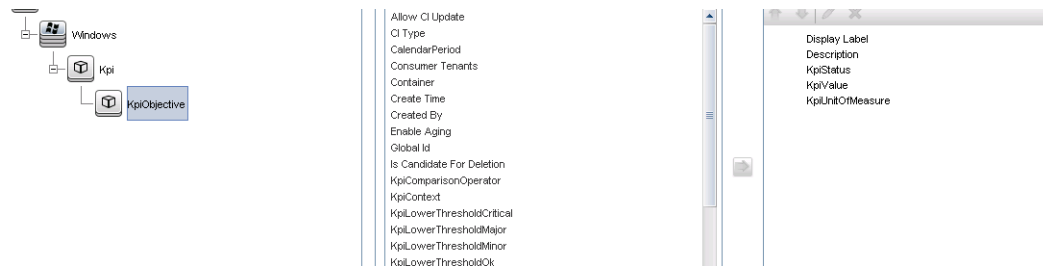 Windows
Kpi
KpiObjective
Allow CI Update
CI Type
CalendarPeriod
Consumer Tenants
Container
Create Time
Created By
Enable Aging
Global Id
Is Candidate For Deletion
KpiComparisonOperator
KpiContext
KpiLowerThresholdCritical
KpiLowerThresholdMajor
KpiLowerThresholdMinor
KpiLowerThresholdOk
Display Label
Description
KpiStatus
KpiValue
KpiUnitOfMeasure